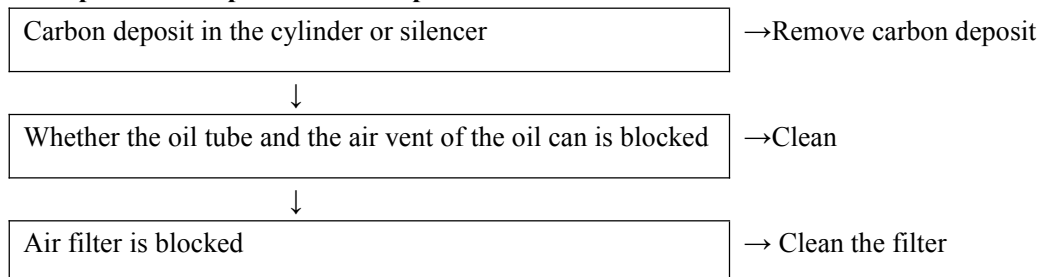 Carbon deposit in the cylinder or silencer →Remove carbon deposit
↓
Whether the oil tube and the air vent of the oil can is blocked →Clean
↓
Air filter is blocked → Clean the filter